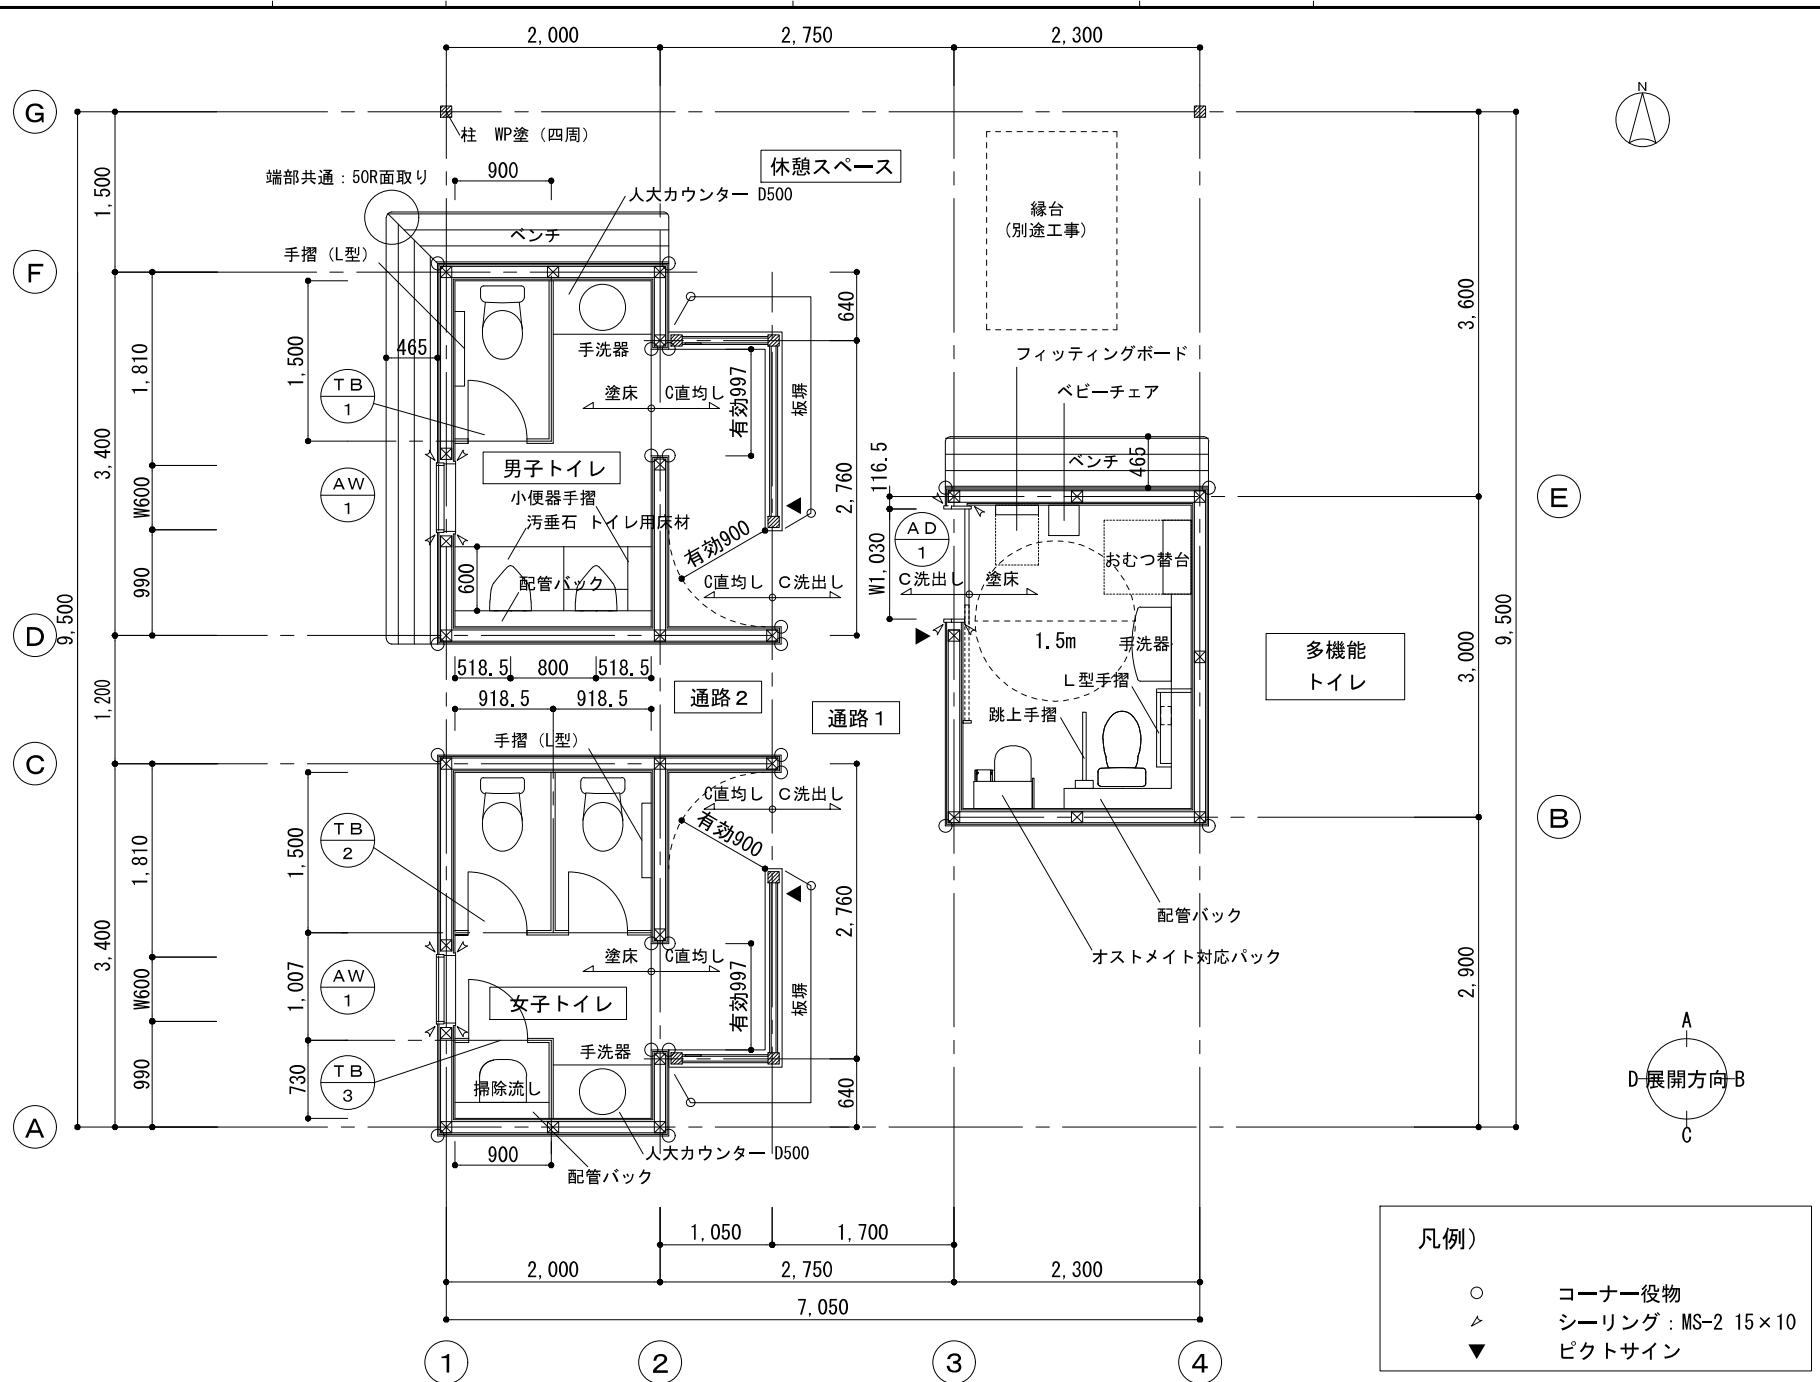 2,000
2,750
2,300
G
N
柱 WP塗（四周）
休憩スペース
端部共通：50R面取り
900
人大カウンター D500
1,500
縁台
（別途工事）
ベンチ
手摺（L型）
F
640
3,600
1,810
1,500
465
手洗器
フィッティングボード
ベビーチェア
TB
1
塗床
C直均し
有効997
板塀
3,400
ベンチ
465
116.5
男子トイレ
AW
1
W600
小便器手摺
2,760
E
汚垂石 トイレ用床材
有効900
AD
1
W1,030
おむつ替台
600
配管バック
C直均し
C洗出し
C洗出し
塗床
990
9,500
9,500
D
1.5m
手洗器
多機能
トイレ
518.5
800
518.5
3,000
L型手摺
1,200
918.5
918.5
通路2
通路1
跳上手摺
手摺（L型）
C
C直均し
C洗出し
B
有効900
TB
2
1,500
1,810
2,760
配管バック
3,400
塗床
C直均し
オストメイト対応パック
有効997
板塀
AW
1
W600
1,007
女子トイレ
2,900
A
手洗器
990
730
TB
3
掃除流し
640
D
展開方向
B
C
A
900
人大カウンター D500
配管バック
1,050
1,700
凡例）
2,000
2,750
2,300
コーナー役物
7,050
シーリング：MS-2 15×10
ピクトサイン
1
2
3
4